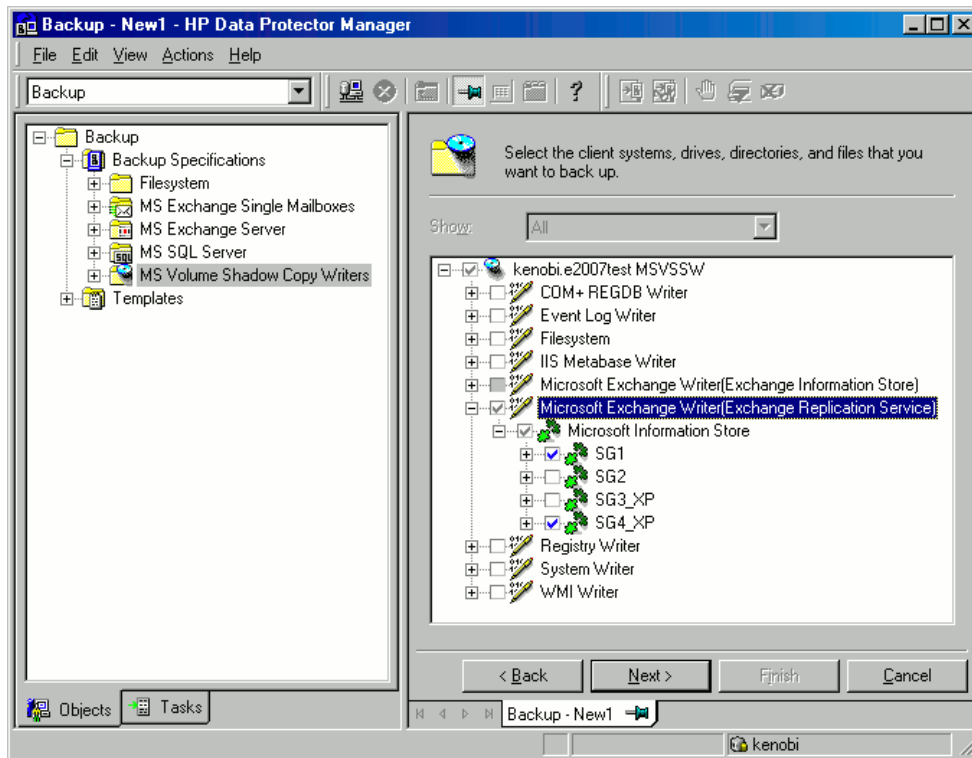 Backup - New1 - HP Data Protector Manager
File Edit View Actions Help
Backup
Backup
Backup Specifications
Filesystem
MS Exchange Single Mailboxes
MS Exchange Server
MS SQL Server
MS Volume Shadow Copy Writers
Templates
Objects
Tasks
Select the client systems, drives, directories, and files that you
want to back up.
Show:
All
kenobi.e2007test MSVSSW
COM+ REGDB Writer
Event Log Writer
Filesystem
IIS Metabase Writer
Microsoft Exchange Writer(Exchange Information Store)
Microsoft Exchange Writer(Exchange Replication Service)
Microsoft Information Store
SG1
SG2
SG3_XP
SG4_XP
Registry Writer
System Writer
WMI Writer
< Back
Next >
Finish
Cancel
Backup - New1
kenobi